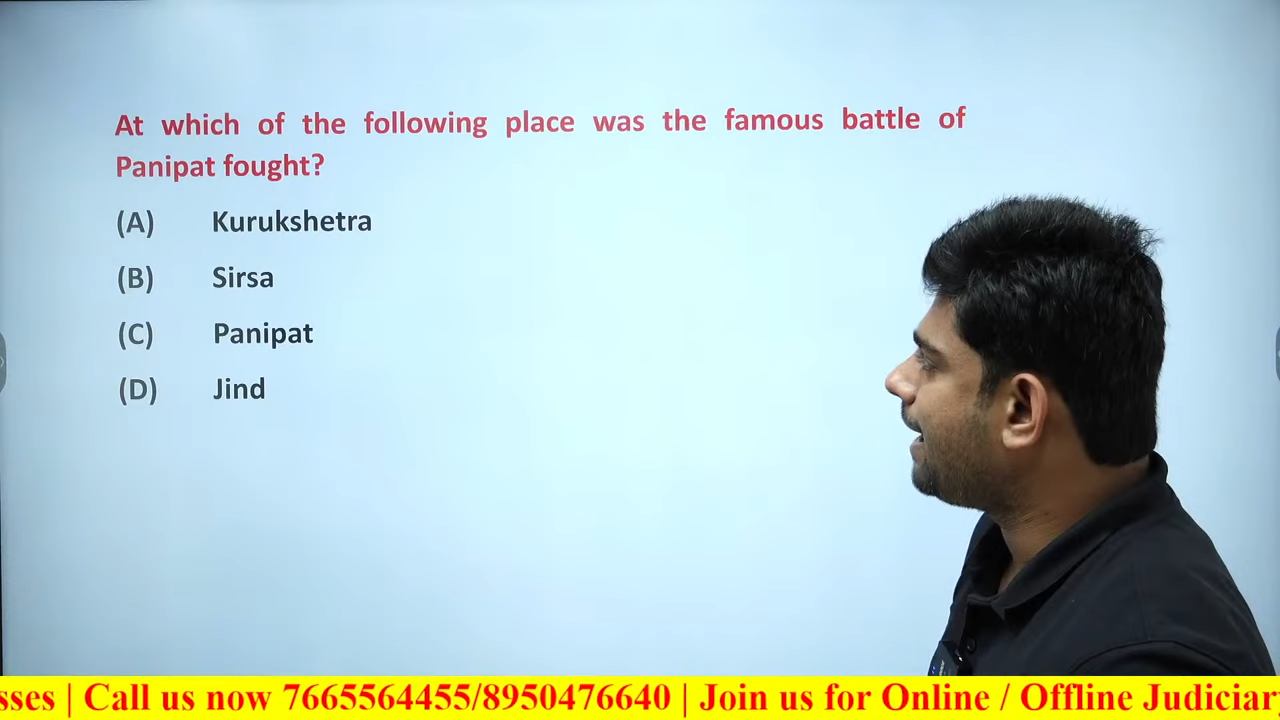 At which of the following place was the famous battle of
Panipat fought?
(A) Kurukshetra
(B) Sirsa
(C) Panipat
(D) Jind
sses | Call us now 7665564455/8950476640 | Join us for Online / Offline Judiciary